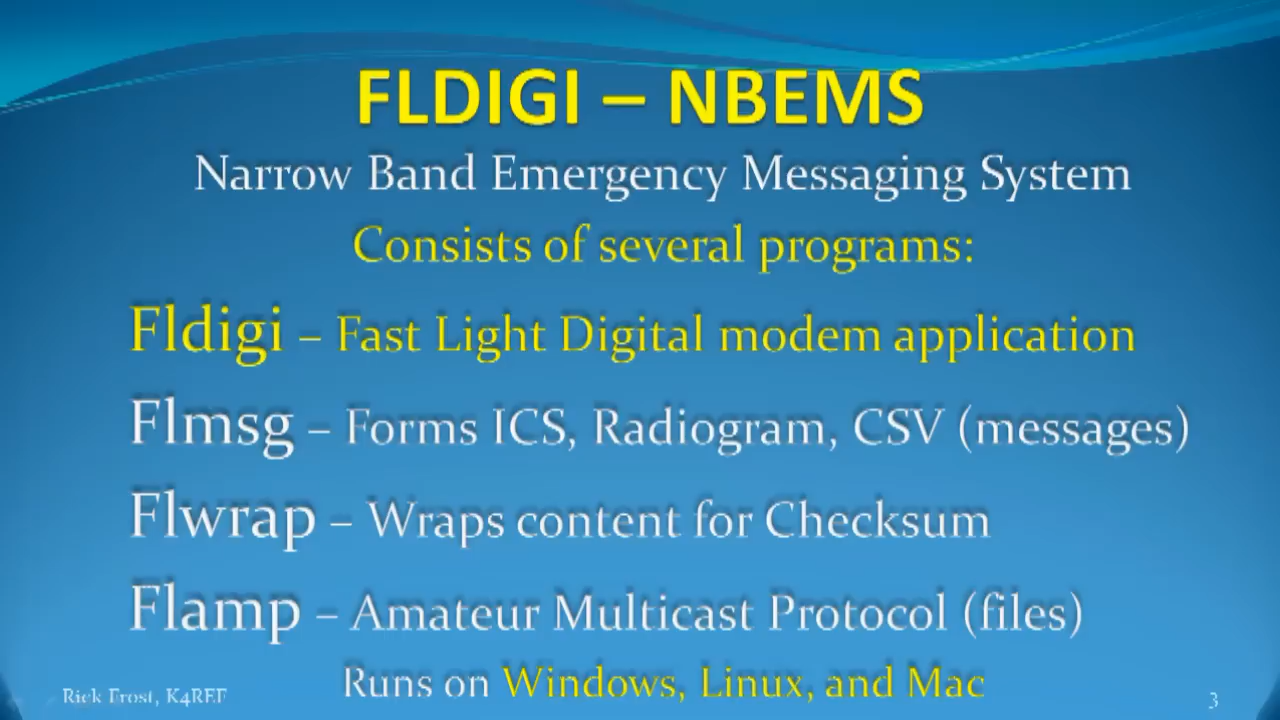 FLDIGI – NBEMS
Narrow Band Emergency Messaging System
Consists of several programs:
Fldigi – Fast Light Digital modem application
Flmsg – Forms ICS, Radiogram, CSV (messages)
Flwrap – Wraps content for Checksum
Flamp – Amateur Multicast Protocol (files)
Runs on Windows, Linux, and Mac
Rick Frost, K4REF
3